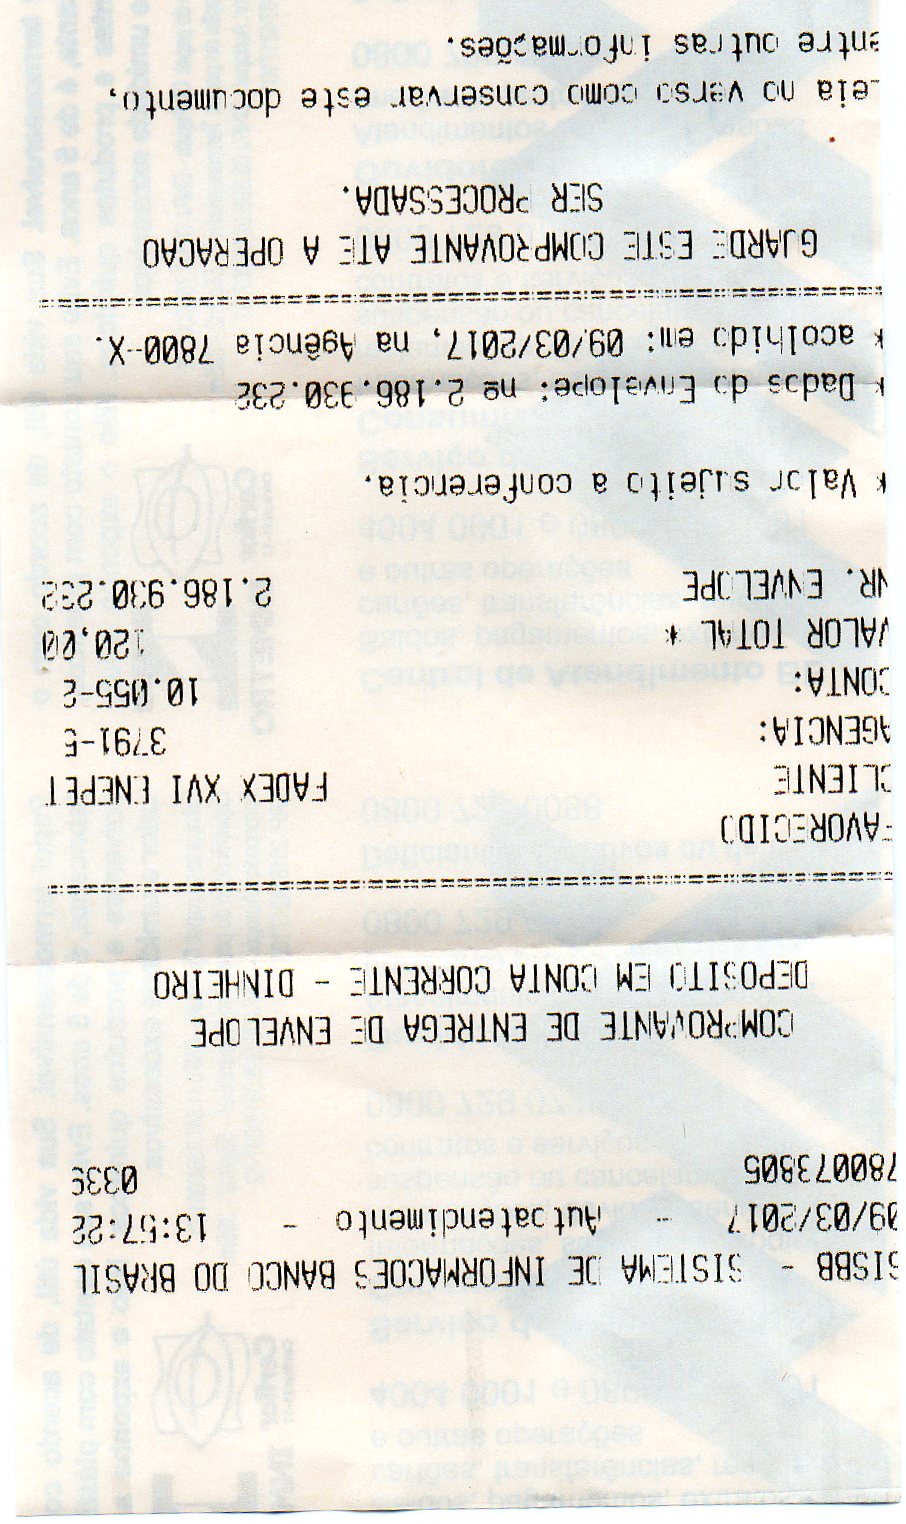 SISBB - SISTEMA DE INFORMACOES BANCO DO BRASIL
09/03/2017 - Autoatendimento - 13:57:22
780073805 0339
COMPROVANTE DE ENTREGA DE ENVELOPE
DEPOSITO EM CONTA CORRENTE - DINHEIRO
FAVORECIDO
CLIENTE FADEX XVI ENEPET
AGENCIA: 3791-5
CONTA: 10.055-2
VALOR TOTAL * 120,00
NR. ENVELOPE 2.186.930.232
* Valor sujeito a conferencia.
* Dados do Envelope: nº 2.186.930.232
* acolhido em: 09/03/2017, na Agência 7800-X.
GUARDE ESTE COMPROVANTE ATE A OPERACAO
SER PROCESSADA.
Leia no verso como conservar este documento,
entre outras informações.